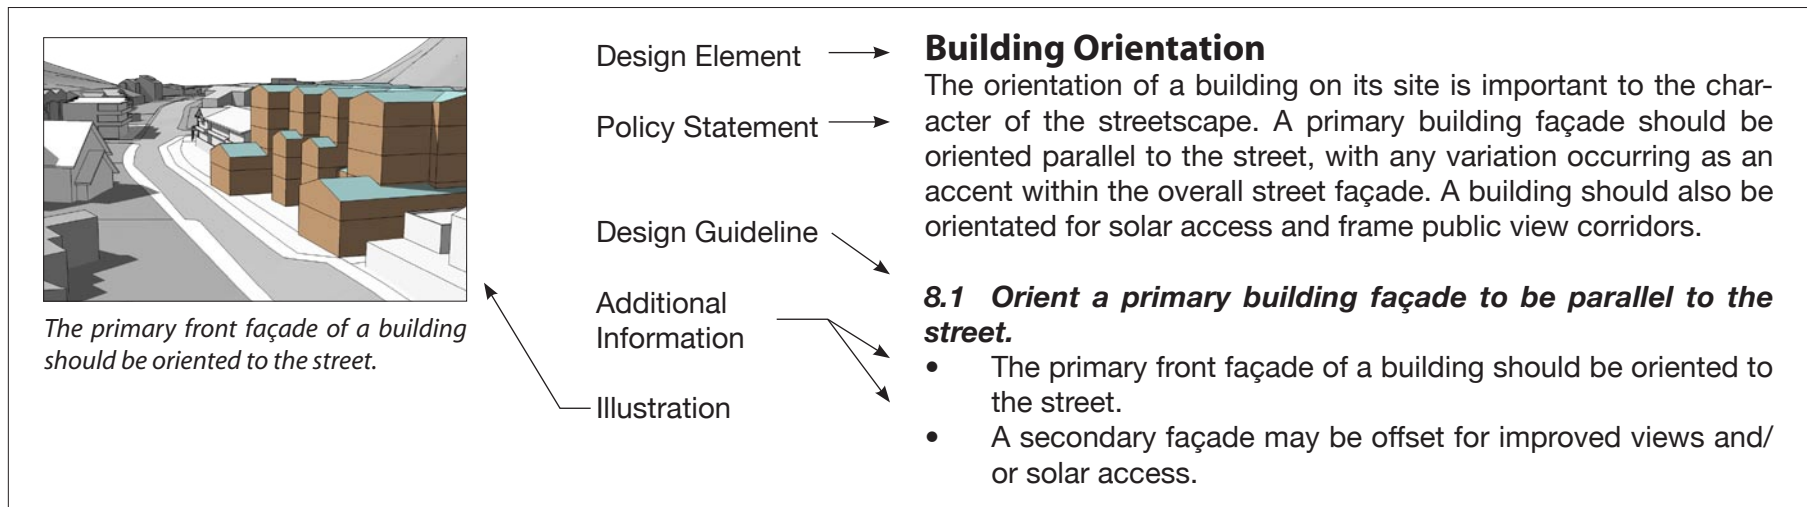 The primary front façade of a building
should be oriented to the street.
Design Element
Policy Statement
Design Guideline
Additional
Information
Illustration
Building Orientation
The orientation of a building on its site is important to the char-
acter of the streetscape. A primary building façade should be
oriented parallel to the street, with any variation occurring as an
accent within the overall street façade. A building should also be
orientated for solar access and frame public view corridors.
8.1 Orient a primary building façade to be parallel to the
street.
• The primary front façade of a building should be oriented to
the street.
• A secondary façade may be offset for improved views and/
or solar access.